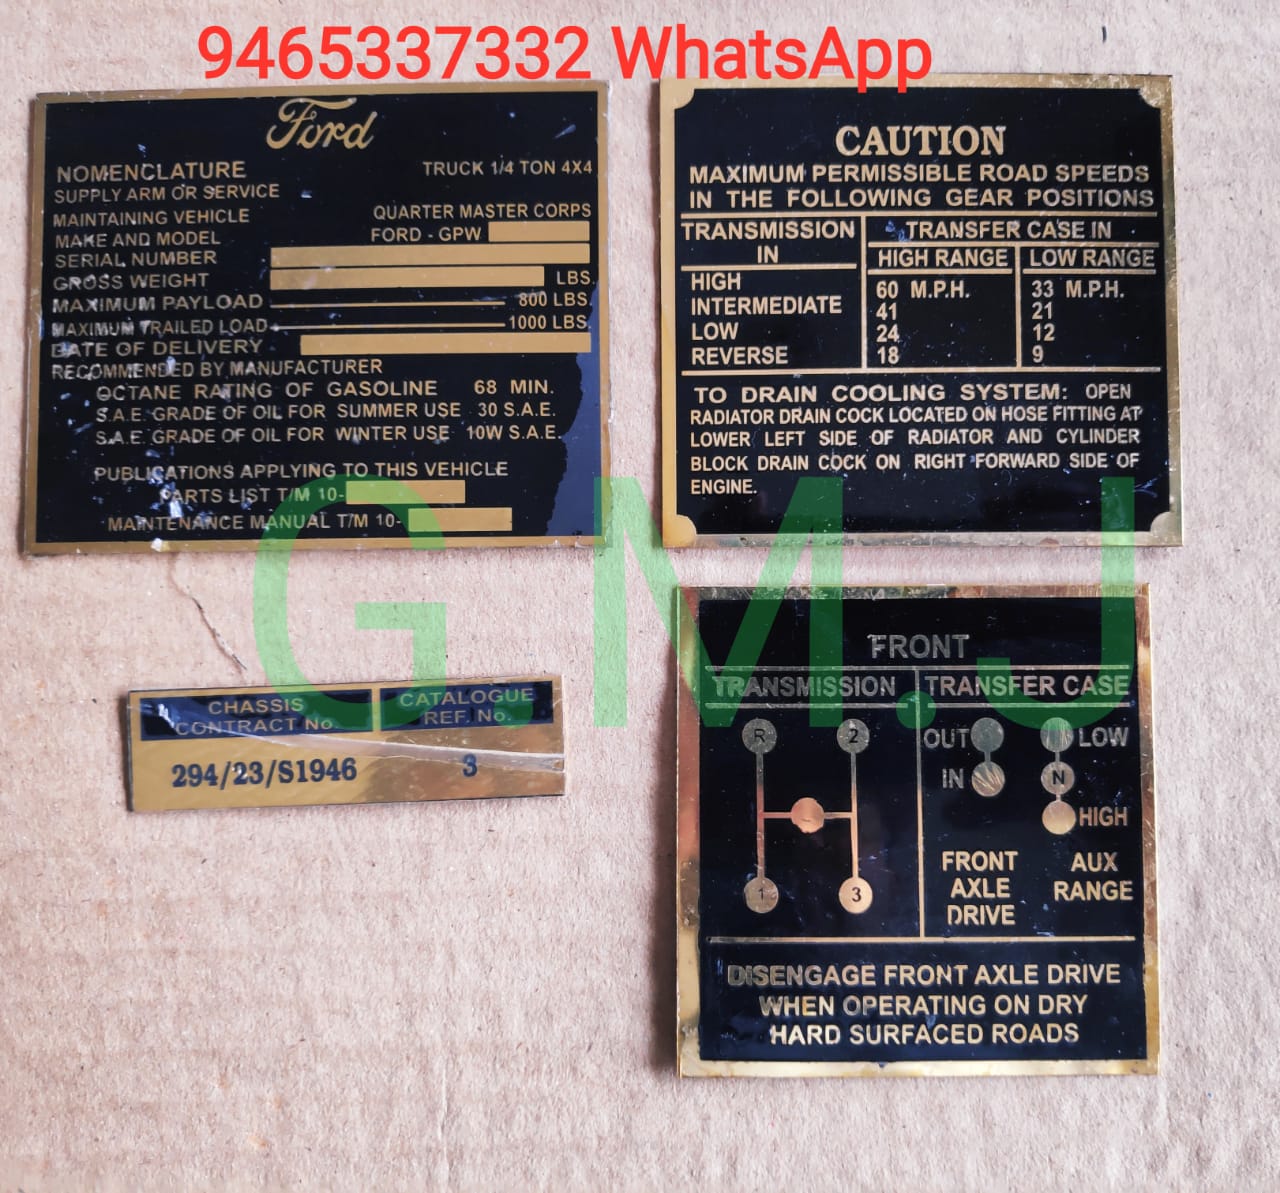 9465337332 WhatsApp
Ford
NOMENCLATURE TRUCK 1/4 TON 4X4
SUPPLY ARM OR SERVICE
MAINTAINING VEHICLE QUARTER MASTER CORPS
MAKE AND MODEL FORD - GPW
SERIAL NUMBER
GROSS WEIGHT LBS.
MAXIMUM PAYLOAD 800 LBS.
MAXIMUM TRAILED LOAD 1000 LBS.
DATE OF DELIVERY
RECOMMENDED BY MANUFACTURER
OCTANE RATING OF GASOLINE 68 MIN.
S.A.E. GRADE OF OIL FOR SUMMER USE 30 S.A.E.
S.A.E. GRADE OF OIL FOR WINTER USE 10W S.A.E.
PUBLICATIONS APPLYING TO THIS VEHICLE
PARTS LIST T/M 10-
MAINTENANCE MANUAL T/M 10-
CAUTION
MAXIMUM PERMISSIBLE ROAD SPEEDS
IN THE FOLLOWING GEAR POSITIONS
TRANSMISSION IN TRANSFER CASE IN
HIGH RANGE LOW RANGE
HIGH 60 M.P.H. 33 M.P.H.
INTERMEDIATE 41 21
LOW 24 12
REVERSE 18 9
TO DRAIN COOLING SYSTEM: OPEN
RADIATOR DRAIN COCK LOCATED ON HOSE FITTING AT
LOWER LEFT SIDE OF RADIATOR AND CYLINDER
BLOCK DRAIN COCK ON RIGHT FORWARD SIDE OF
ENGINE.
G.M.J
CHASSIS CONTRACT No. CATALOGUE REF. No.
294/23/S1946 3
FRONT
TRANSMISSION TRANSFER CASE
R 2 OUT LOW
IN N
HIGH
1 3
FRONT AXLE DRIVE AUX RANGE
DISENGAGE FRONT AXLE DRIVE
WHEN OPERATING ON DRY
HARD SURFACED ROADS